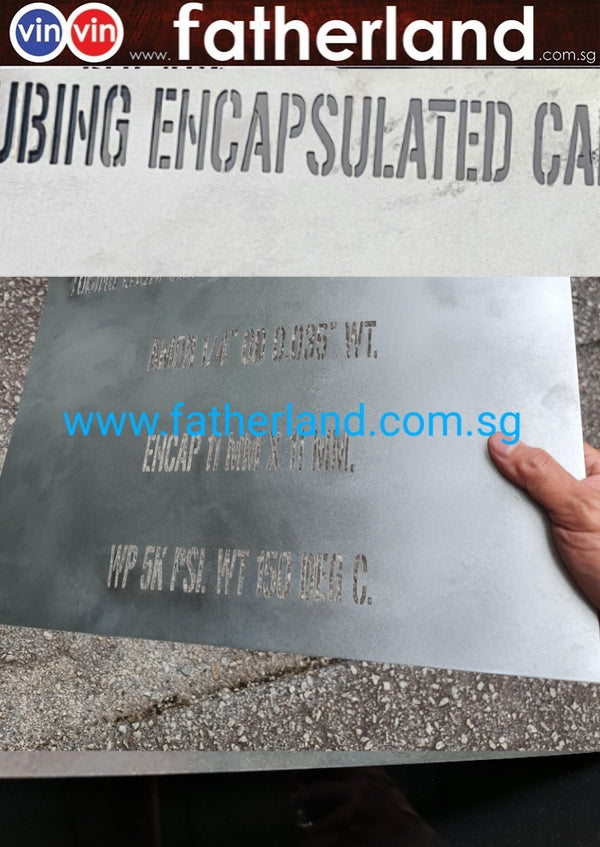 vin vin www.fatherland.com.sg
UBING ENCAPSULATED CA
1/4" OD 0.035" WT.
www.fatherland.com.sg
ENCAP 11 MM X 11 MM.
WP 5K PSI. WT 150 DEG C.